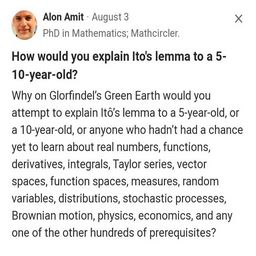 Alon Amit · August 3
PhD in Mathematics; Mathcircler.
How would you explain Ito's lemma to a 5-
10-year-old?
Why on Glorfindel's Green Earth would you
attempt to explain Itô's lemma to a 5-year-old, or
a 10-year-old, or anyone who hadn't had a chance
yet to learn about real numbers, functions,
derivatives, integrals, Taylor series, vector
spaces, function spaces, measures, random
variables, distributions, stochastic processes,
Brownian motion, physics, economics, and any
one of the other hundreds of prerequisites?